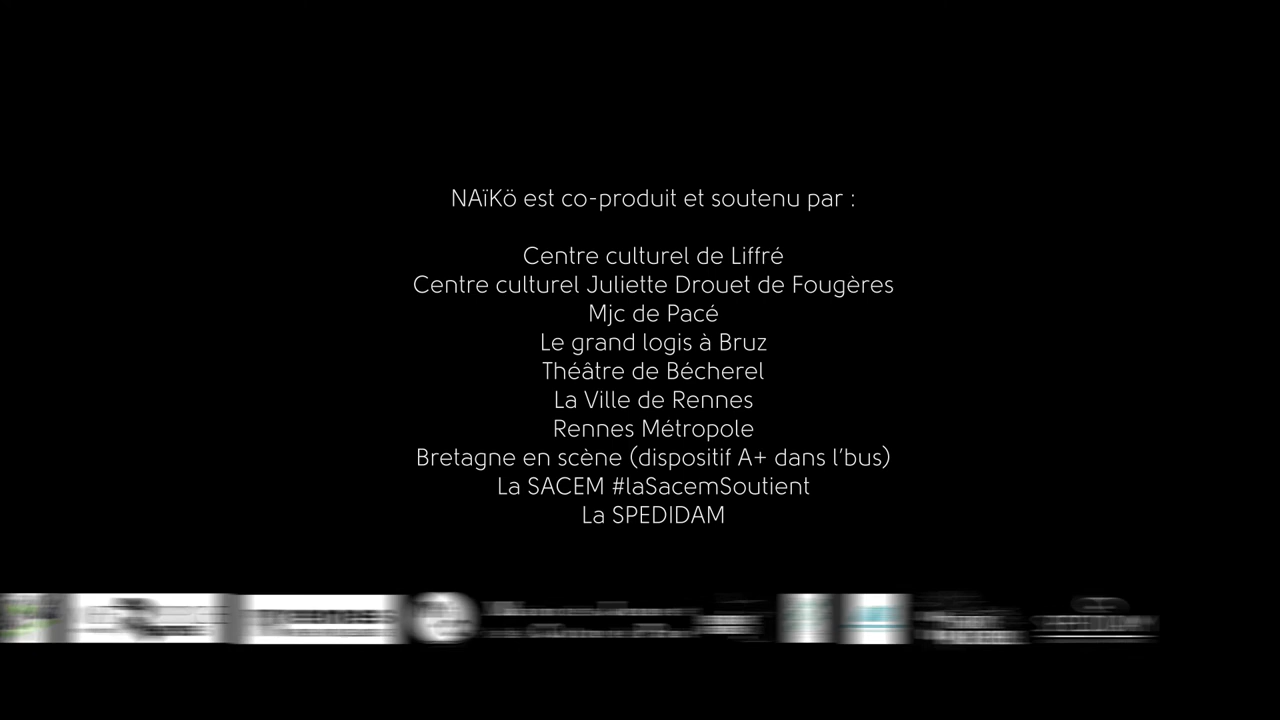 NAïKö est co-produit et soutenu par :
Centre culturel de Liffré
Centre culturel Juliette Drouet de Fougères
Mjc de Pacé
Le grand logis à Bruz
Théâtre de Bécherel
La Ville de Rennes
Rennes Métropole
Bretagne en scène (dispositif A+ dans l'bus)
La SACEM #laSacemSoutient
La SPEDIDAM